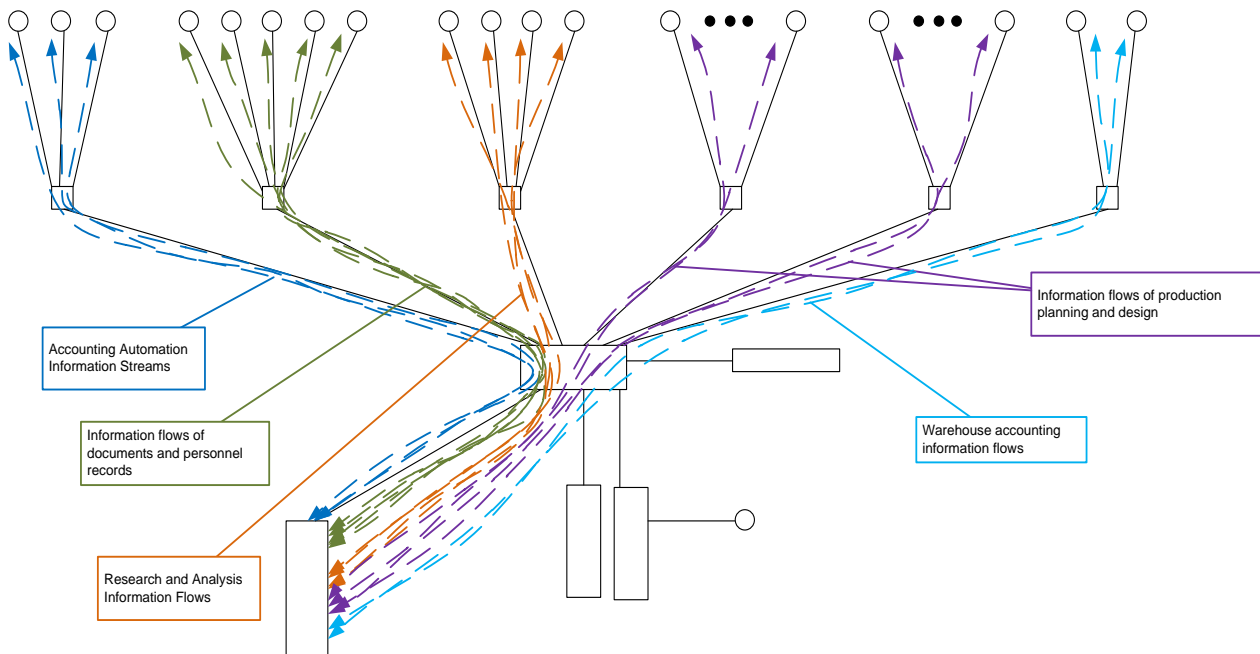 Information flows of production
planning and design
Accounting Automation
Information Streams
Warehouse accounting
information flows
Information flows of
documents and personnel
records
Research and Analysis
Information Flows